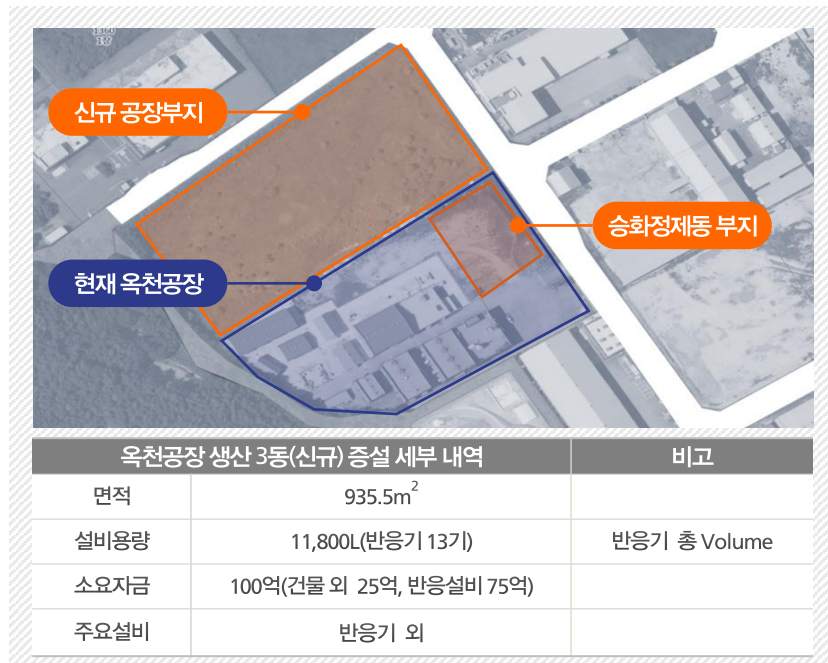 신규 공장부지
승화정제동 부지
현재 옥천공장
옥천공장 생산 3동(신규) 증설 세부 내역 비고
면적 935.5m²
설비용량 11,800L(반응기 13기) 반응기 총 Volume
소요자금 100억(건물 외 25억, 반응설비 75억)
주요설비 반응기 외